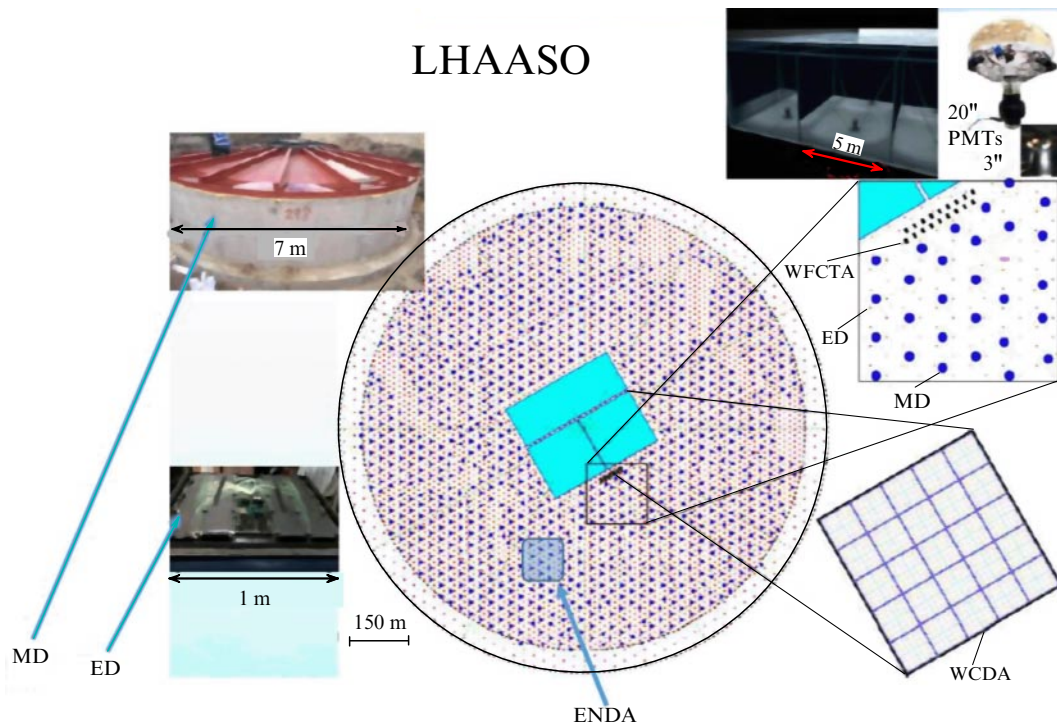 LHAASO
20"
PMTs
3"
5 m
7 m
WFCTA
ED
MD
1 m
150 m
MD
ED
ENDA
WCDA